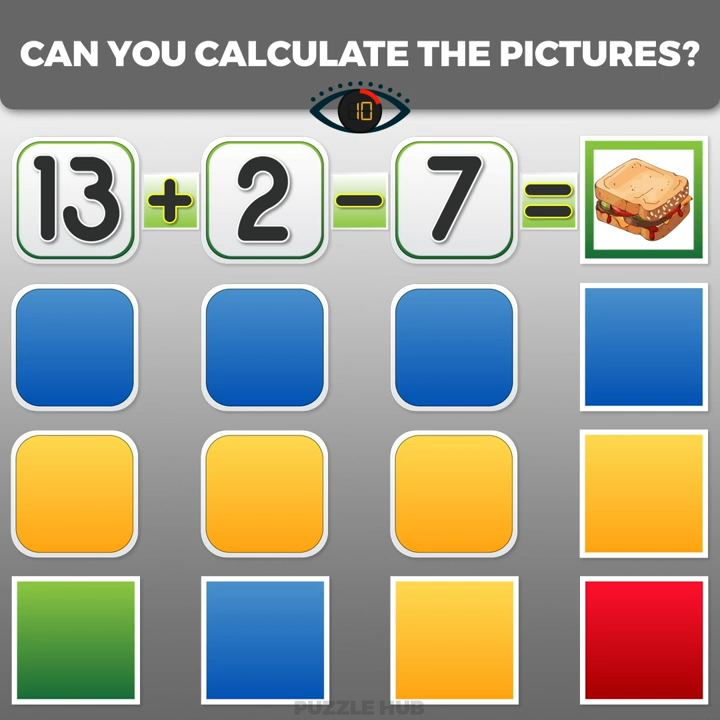 CAN YOU CALCULATE THE PICTURES?
10
13 + 2 - 7 =
PUZZLE HUB